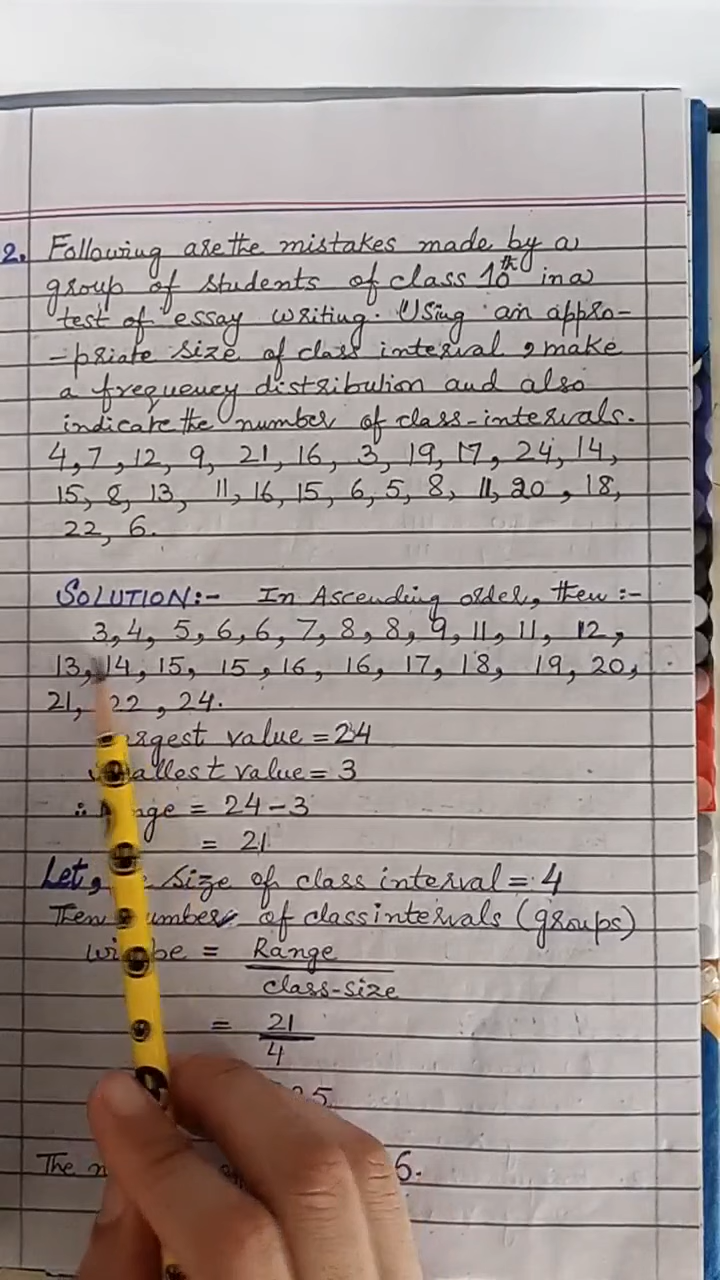 2. Following are the mistakes made by a
group of students of class 10th in a
test of essay writing. Using an appro-
-priate size of class interval, make
a frequency distribution and also
indicate the number of class-intervals.
4, 7, 12, 9, 21, 16, 3, 19, 17, 24, 14,
15, 8, 13, 11, 16, 15, 6, 5, 8, 11, 20, 18,
22, 6.
SOLUTION:- In Ascending order, then :-
3, 4, 5, 6, 6, 7, 8, 8, 9, 11, 11, 12,
13, 14, 15, 15, 16, 16, 17, 18, 19, 20,
21, 22, 24.
value = 24
value = 3
∴ = 24-3
= 21
Let, size of class interval = 4
Then number of class intervals (groups)
be = Range
class-size
= 21
4
The 6.